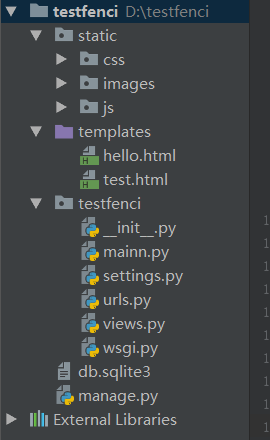 testfenci D:\testfenci
static
css
images
js
templates
hello.html
test.html
testfenci
__init__.py
mainn.py
settings.py
urls.py
views.py
wsgi.py
db.sqlite3
manage.py
External Libraries